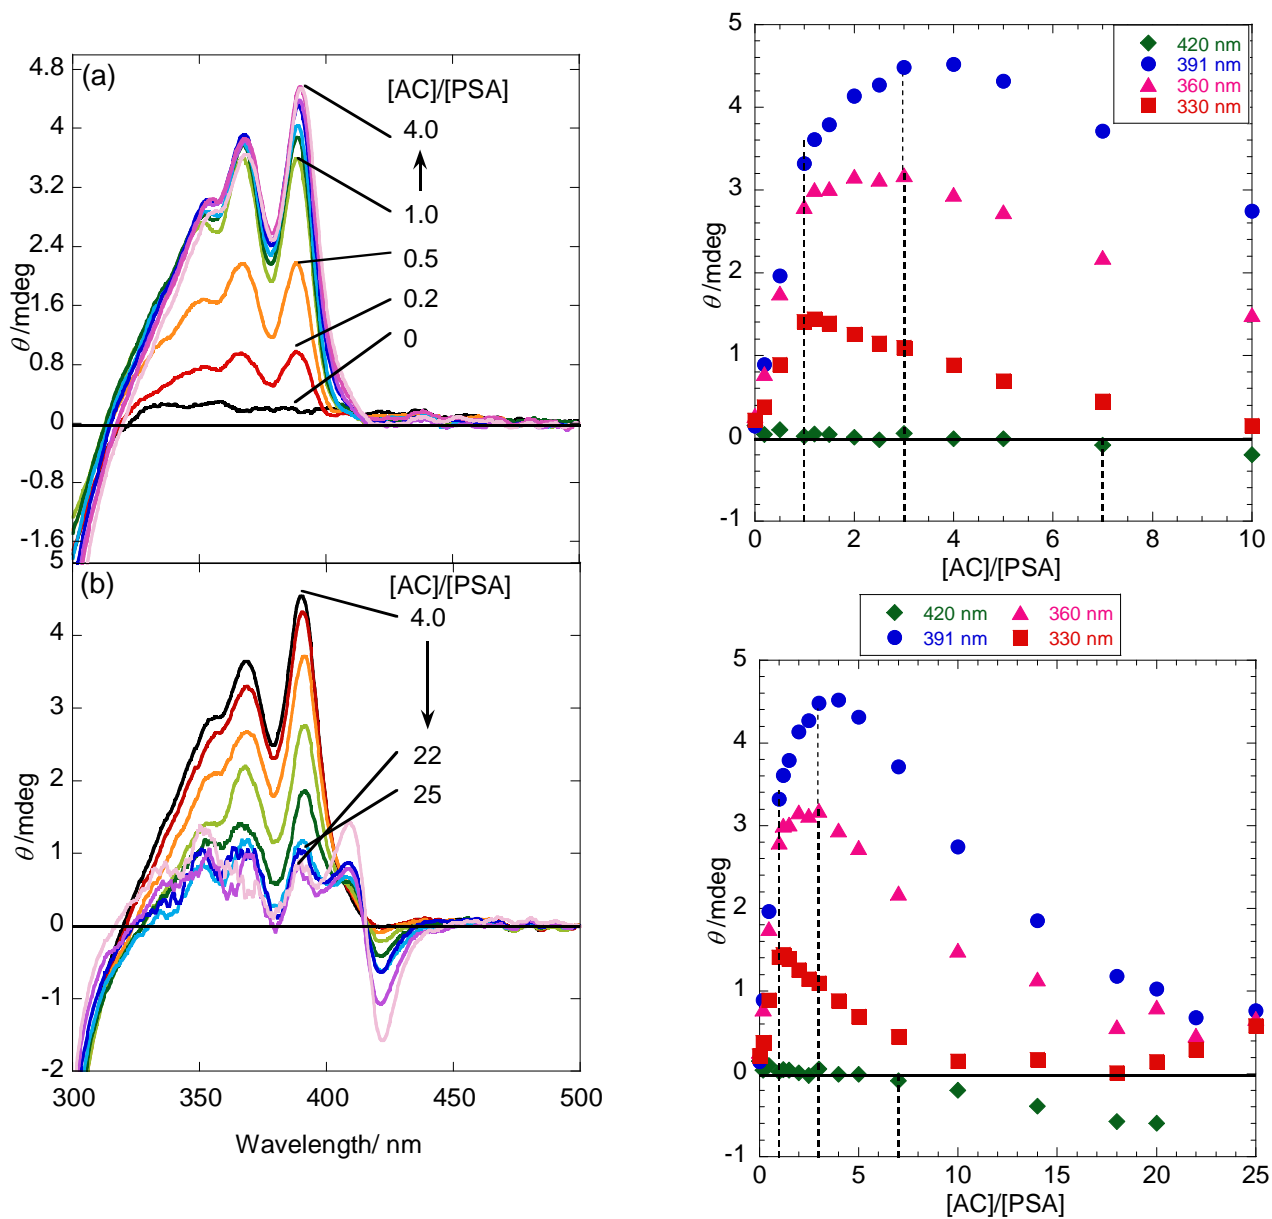 (a)
[AC]/[PSA]
4.0
1.0
0.5
0.2
0
4.8
4
3.2
2.4
1.6
0.8
0
-0.8
-1.6
θ/mdeg
(b)
[AC]/[PSA]
4.0
22
25
5
4
3
2
1
0
-1
-2
θ/mdeg
300 350 400 450 500
Wavelength/ nm
420 nm
391 nm
360 nm
330 nm
5
4
3
2
1
0
-1
θ/mdeg
0 2 4 6 8 10
[AC]/[PSA]
420 nm 360 nm
391 nm 330 nm
5
4
3
2
1
0
-1
θ/mdeg
0 5 10 15 20 25
[AC]/[PSA]